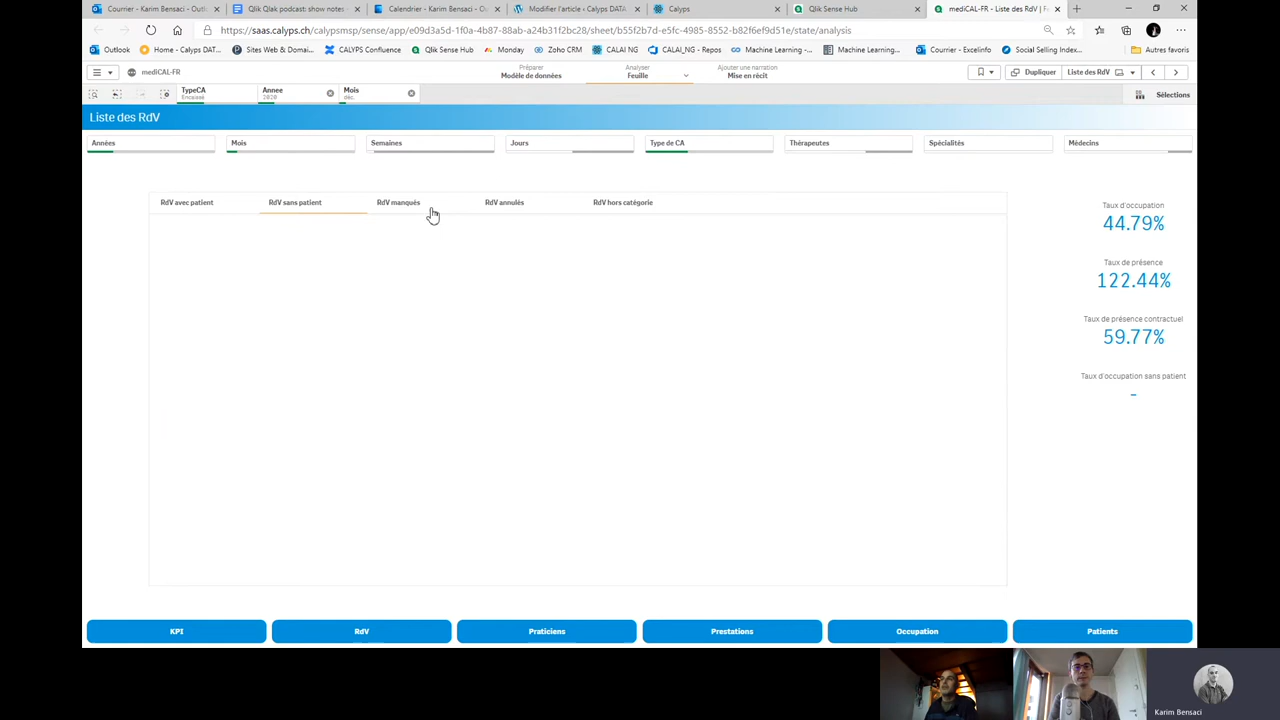 Courrier - Karim Bensaci - Outl
Qlik Qlak podcast: show notes -
Calendrier - Karim Bensaci - O
Modifier l'article ‹ Calyps DATA
Calyps
Qlik Sense Hub
mediCAL-FR - Liste des RdV | F
https://saas.calyps.ch/calypsmsp/sense/app/e09d3a5d-1f0a-4b87-88ab-a24b31f2bc28/sheet/b55f2b7d-e5fc-4985-8552-b82f6ef9d51e/state/analysis
Outlook
Home - Calyps DAT...
Sites Web & Domai...
CALYPS Confluence
Qlik Sense Hub
Monday
Zoho CRM
CALAI NG
CALAI_NG - Repos
Machine Learning -...
Machine Learning...
Courrier - Excelinfo
Social Selling Index...
Autres favoris
mediCAL-FR
Préparer
Modèle de données
Analyser
Feuille
Ajouter une narration
Mise en récit
Dupliquer
Liste des RdV
TypeCA
Encaissé
Annee
2020
Mois
déc.
Sélections
Liste des RdV
Années
Mois
Semaines
Jours
Type de CA
Thérapeutes
Spécialités
Médecins
RdV avec patient
RdV sans patient
RdV manqués
RdV annulés
RdV hors catégorie
Taux d'occupation
44.79%
Taux de présence
122.44%
Taux de présence contractuel
59.77%
Taux d'occupation sans patient
–
KPI
RdV
Praticiens
Prestations
Occupation
Patients
Karim Bensaci